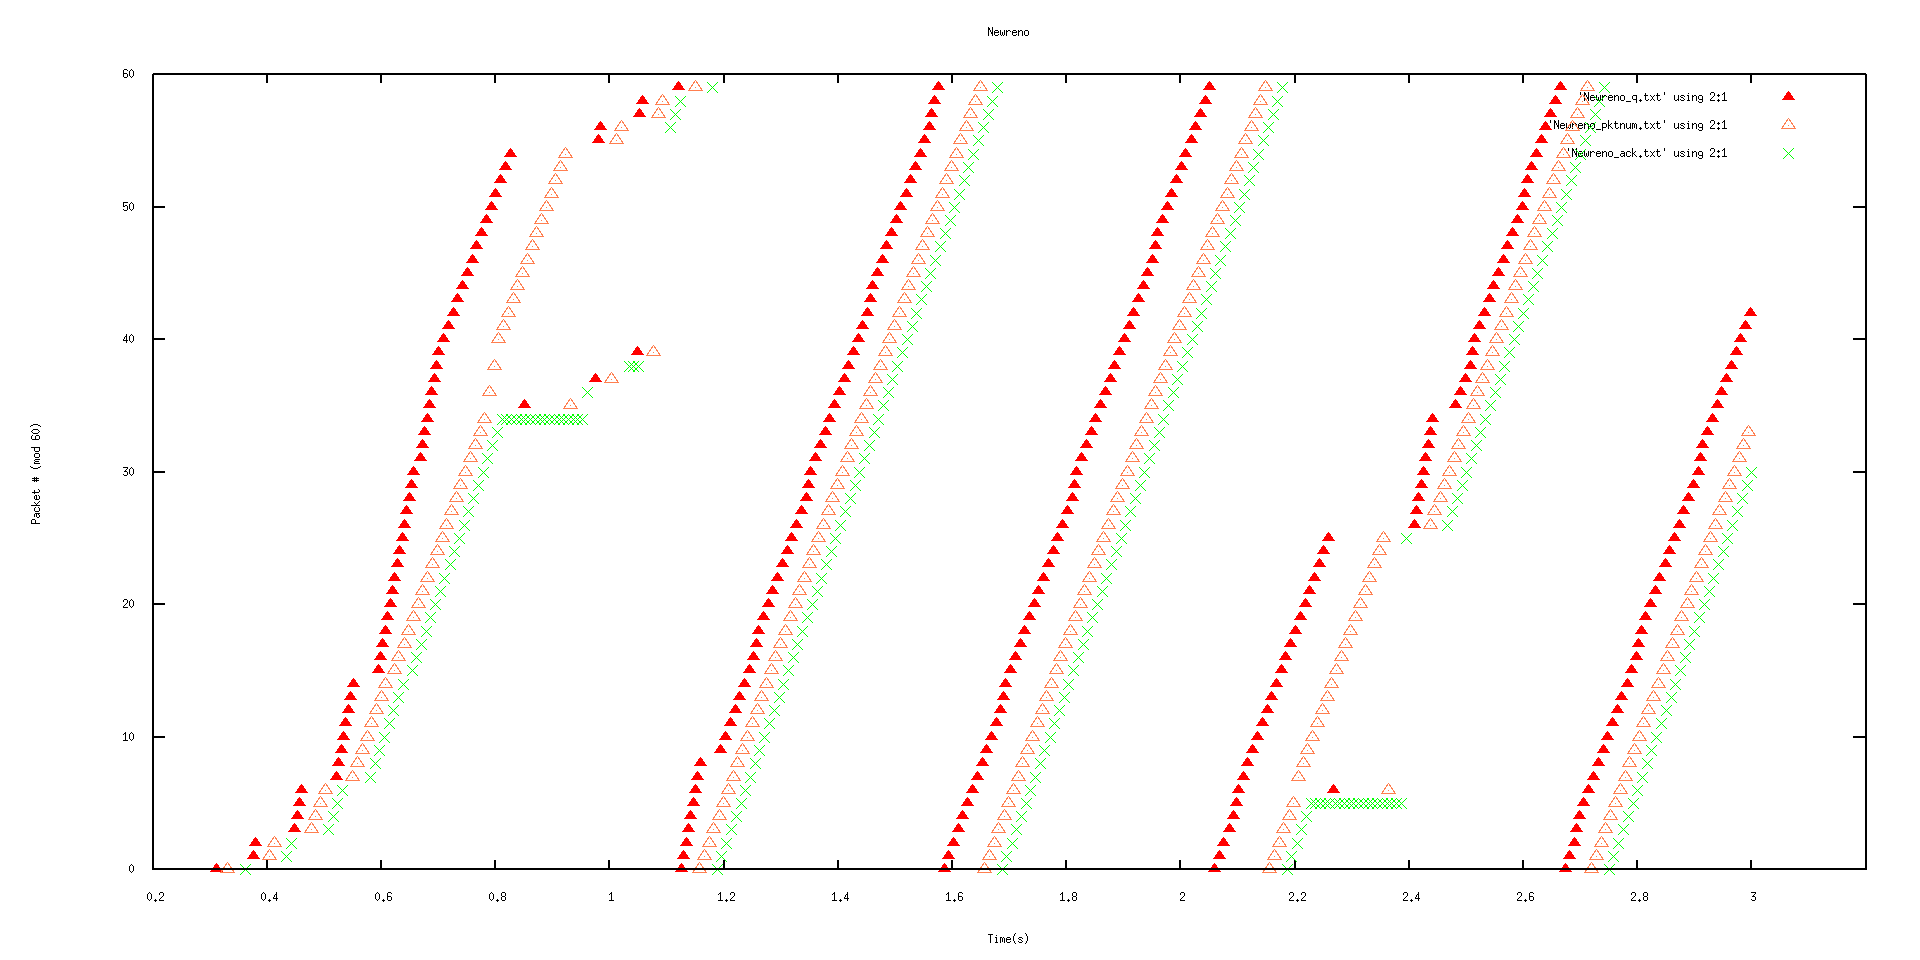 Newreno
60
'Newreno_q.txt' using 2:1
'Newreno_pktnum.txt' using 2:1
'Newreno_ack.txt' using 2:1
50
40
Packet # (mod 60)
30
20
10
0
0.2 0.4 0.6 0.8 1 1.2 1.4 1.6 1.8 2 2.2 2.4 2.6 2.8 3
Time(s)